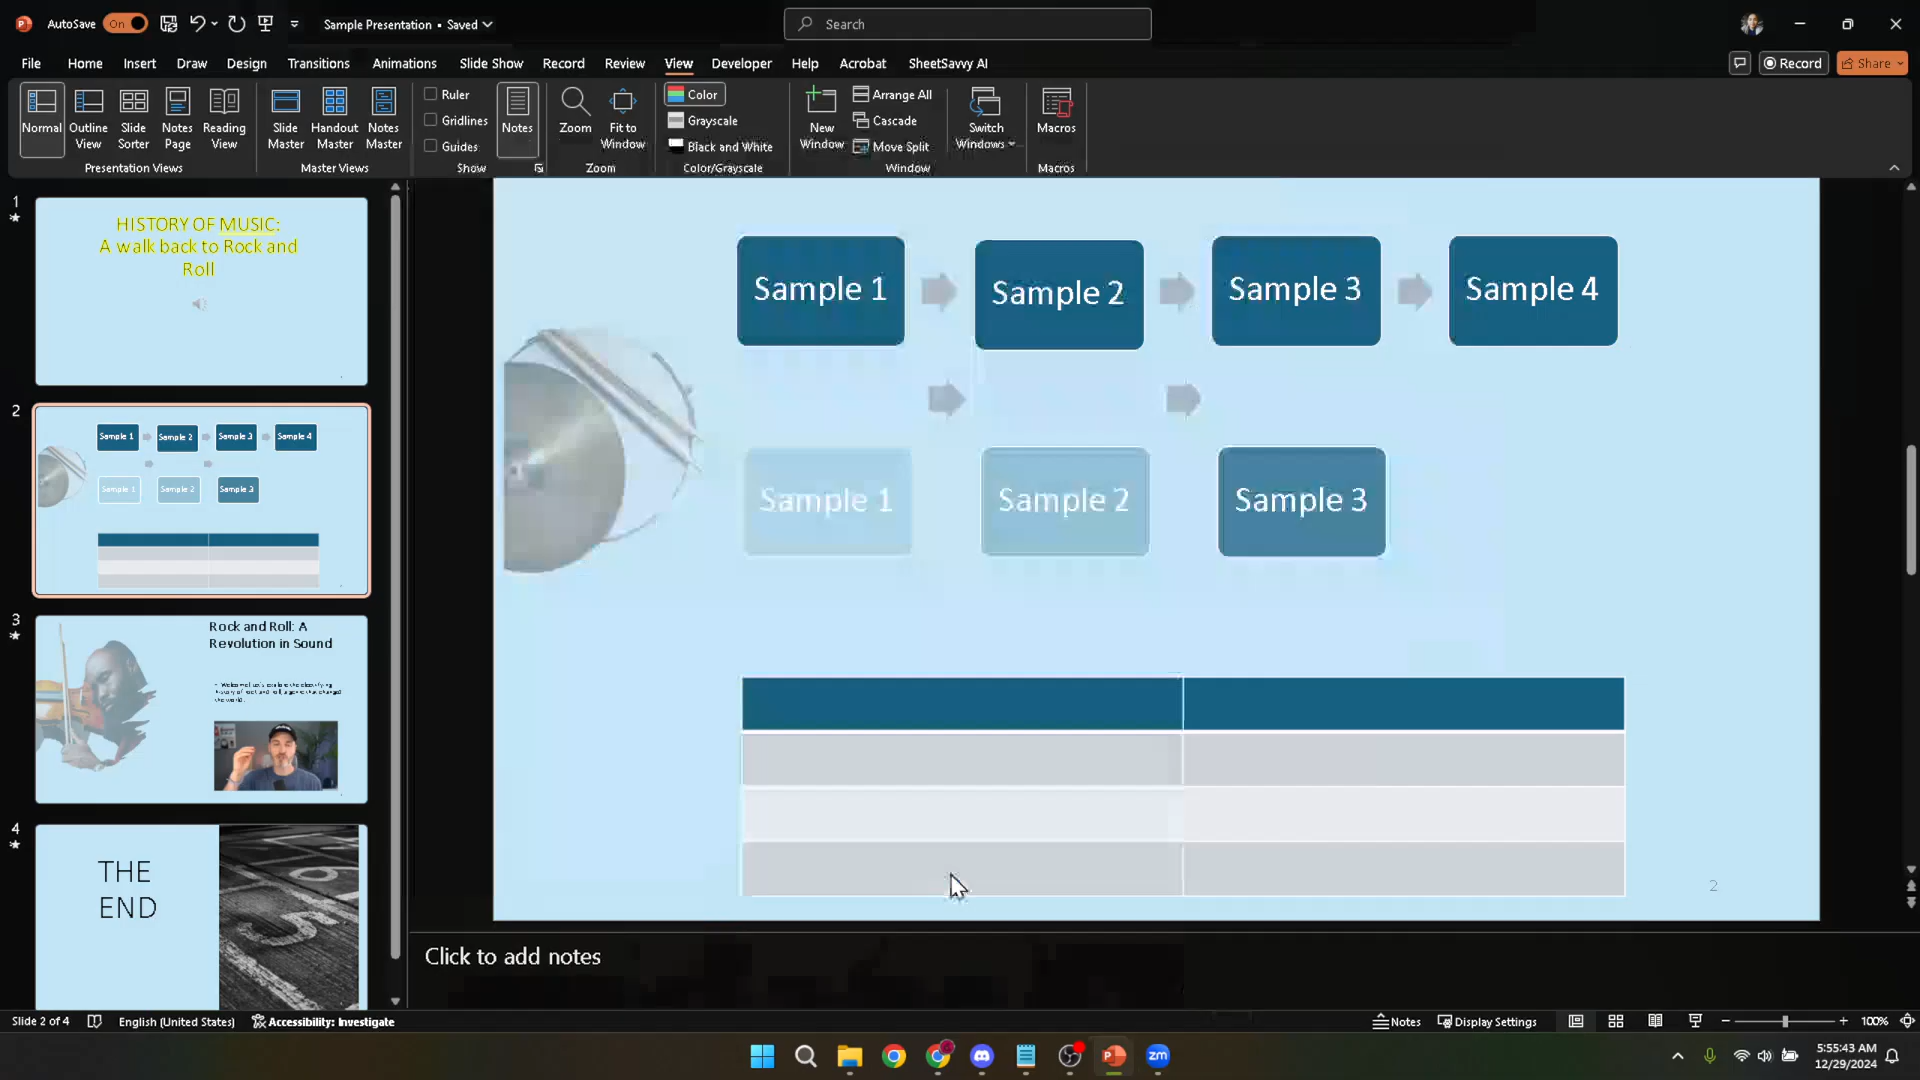 AutoSave On Sample Presentation • Saved Search
File Home Insert Draw Design Transitions Animations Slide Show Record Review View Developer Help Acrobat SheetSavvy AI Record Share
Normal Outline View Slide Sorter Notes Page Reading View
Presentation Views
Slide Master Handout Master Notes Master
Master Views
Ruler
Gridlines
Guides
Notes
Show
Zoom Fit to Window
Zoom
Color
Grayscale
Black and White
Color/Grayscale
New Window
Arrange All
Cascade
Move Split
Switch Windows
Window
Macros
Macros
1
HISTORY OF MUSIC:
A walk back to Rock and
Roll
2
Sample 1 Sample 2 Sample 3 Sample 4
Sample 1 Sample 2 Sample 3
3
Rock and Roll: A
Revolution in Sound
4
THE
END
Sample 1 Sample 2 Sample 3 Sample 4
Sample 1 Sample 2 Sample 3
2
Click to add notes
Slide 2 of 4 English (United States) Accessibility: Investigate Notes Display Settings 100%
zm
5:55:43 AM
12/29/2024